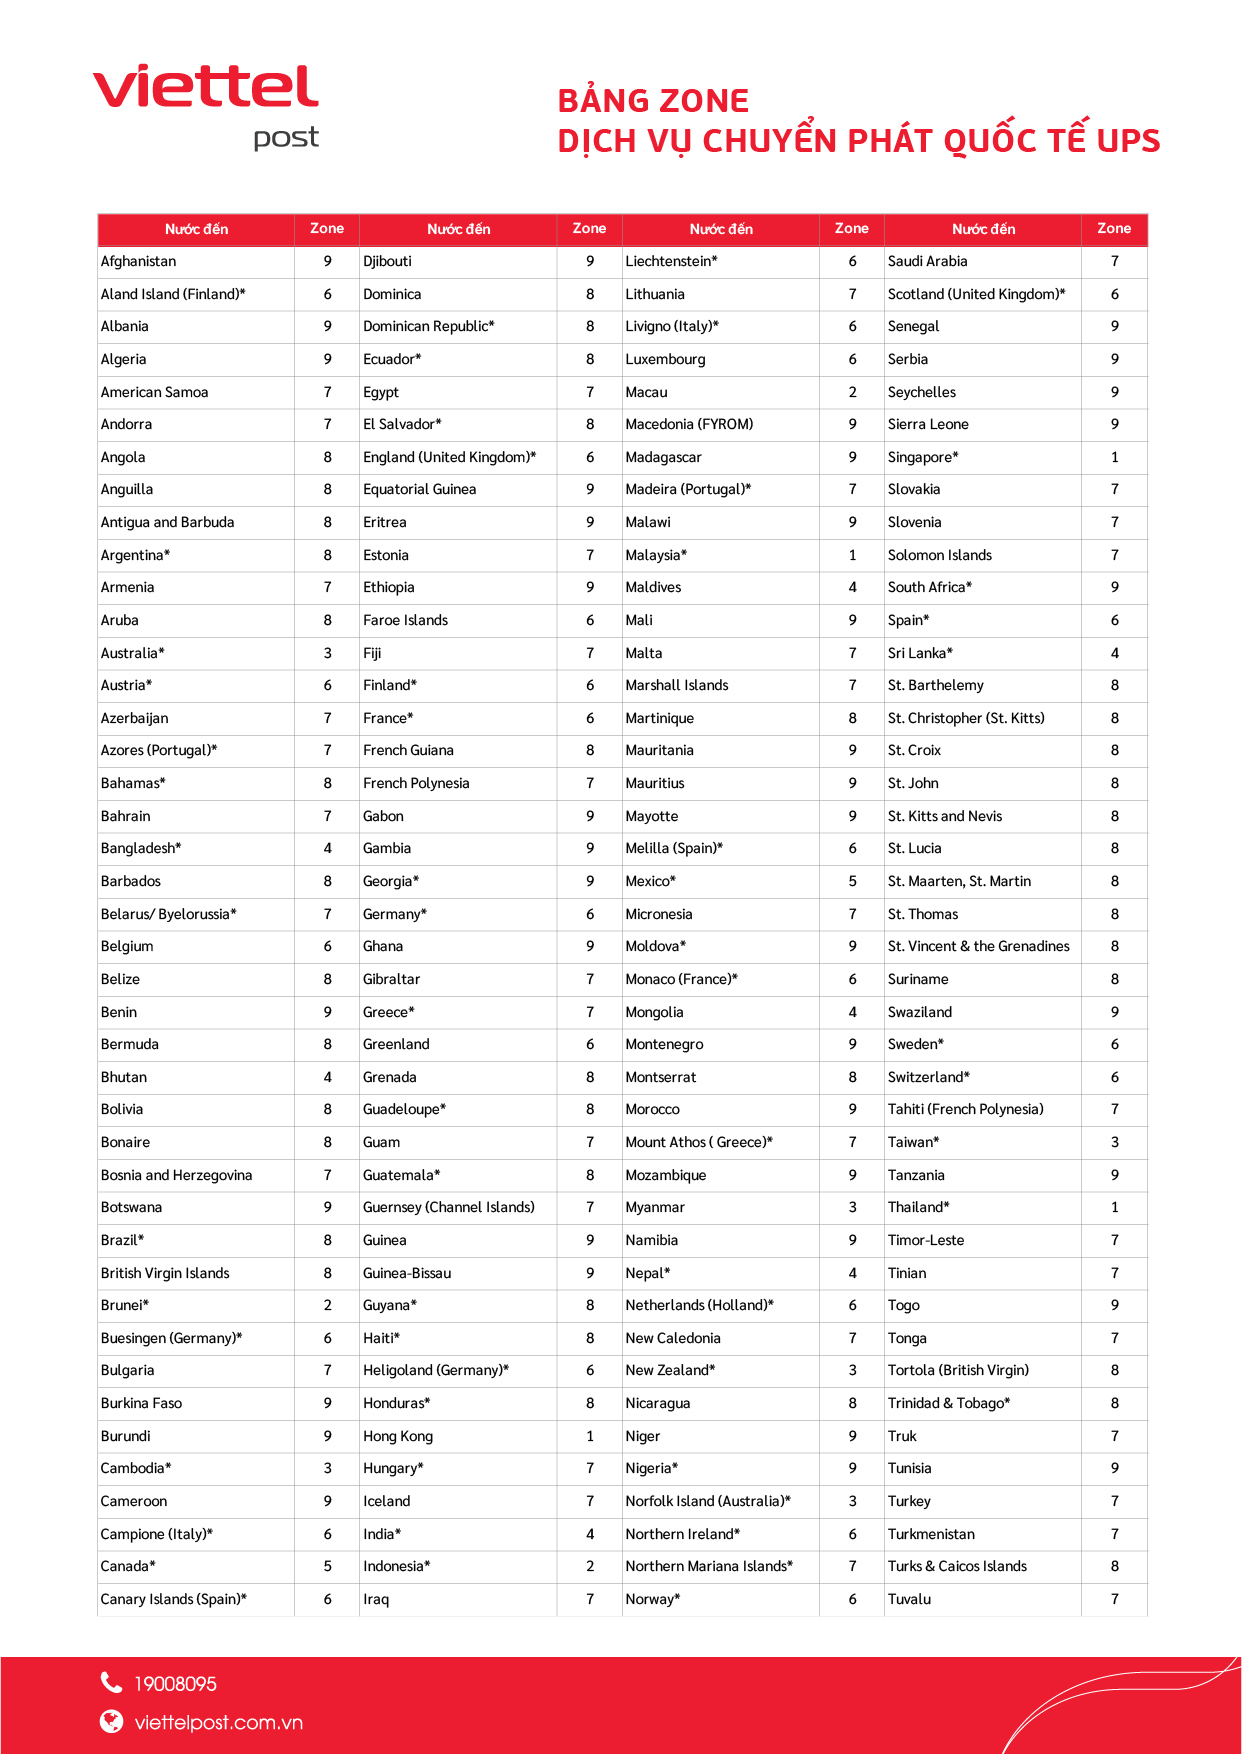 viettel
post
BẢNG ZONE
DỊCH VỤ CHUYỂN PHÁT QUỐC TẾ UPS
Nước đến Zone Nước đến Zone Nước đến Zone Nước đến Zone
Afghanistan 9 Djibouti 9 Liechtenstein* 6 Saudi Arabia 7
Aland Island (Finland)* 6 Dominica 8 Lithuania 7 Scotland (United Kingdom)* 6
Albania 9 Dominican Republic* 8 Livigno (Italy)* 6 Senegal 9
Algeria 9 Ecuador* 8 Luxembourg 6 Serbia 9
American Samoa 7 Egypt 7 Macau 2 Seychelles 9
Andorra 7 El Salvador* 8 Macedonia (FYROM) 9 Sierra Leone 9
Angola 8 England (United Kingdom)* 6 Madagascar 9 Singapore* 1
Anguilla 8 Equatorial Guinea 9 Madeira (Portugal)* 7 Slovakia 7
Antigua and Barbuda 8 Eritrea 9 Malawi 9 Slovenia 7
Argentina* 8 Estonia 7 Malaysia* 1 Solomon Islands 7
Armenia 7 Ethiopia 9 Maldives 4 South Africa* 9
Aruba 8 Faroe Islands 6 Mali 9 Spain* 6
Australia* 3 Fiji 7 Malta 7 Sri Lanka* 4
Austria* 6 Finland* 6 Marshall Islands 7 St. Barthelemy 8
Azerbaijan 7 France* 6 Martinique 8 St. Christopher (St. Kitts) 8
Azores (Portugal)* 7 French Guiana 8 Mauritania 9 St. Croix 8
Bahamas* 8 French Polynesia 7 Mauritius 9 St. John 8
Bahrain 7 Gabon 9 Mayotte 9 St. Kitts and Nevis 8
Bangladesh* 4 Gambia 9 Melilla (Spain)* 6 St. Lucia 8
Barbados 8 Georgia* 9 Mexico* 5 St. Maarten, St. Martin 8
Belarus/ Byelorussia* 7 Germany* 6 Micronesia 7 St. Thomas 8
Belgium 6 Ghana 9 Moldova* 9 St. Vincent & the Grenadines 8
Belize 8 Gibraltar 7 Monaco (France)* 6 Suriname 8
Benin 9 Greece* 7 Mongolia 4 Swaziland 9
Bermuda 8 Greenland 6 Montenegro 9 Sweden* 6
Bhutan 4 Grenada 8 Montserrat 8 Switzerland* 6
Bolivia 8 Guadeloupe* 8 Morocco 9 Tahiti (French Polynesia) 7
Bonaire 8 Guam 7 Mount Athos ( Greece)* 7 Taiwan* 3
Bosnia and Herzegovina 7 Guatemala* 8 Mozambique 9 Tanzania 9
Botswana 9 Guernsey (Channel Islands) 7 Myanmar 3 Thailand* 1
Brazil* 8 Guinea 9 Namibia 9 Timor-Leste 7
British Virgin Islands 8 Guinea-Bissau 9 Nepal* 4 Tinian 7
Brunei* 2 Guyana* 8 Netherlands (Holland)* 6 Togo 9
Buesingen (Germany)* 6 Haiti* 8 New Caledonia 7 Tonga 7
Bulgaria 7 Heligoland (Germany)* 6 New Zealand* 3 Tortola (British Virgin) 8
Burkina Faso 9 Honduras* 8 Nicaragua 8 Trinidad & Tobago* 8
Burundi 9 Hong Kong 1 Niger 9 Truk 7
Cambodia* 3 Hungary* 7 Nigeria* 9 Tunisia 9
Cameroon 9 Iceland 7 Norfolk Island (Australia)* 3 Turkey 7
Campione (Italy)* 6 India* 4 Northern Ireland* 6 Turkmenistan 7
Canada* 5 Indonesia* 2 Northern Mariana Islands* 7 Turks & Caicos Islands 8
Canary Islands (Spain)* 6 Iraq 7 Norway* 6 Tuvalu 7
19008095
viettelpost.com.vn